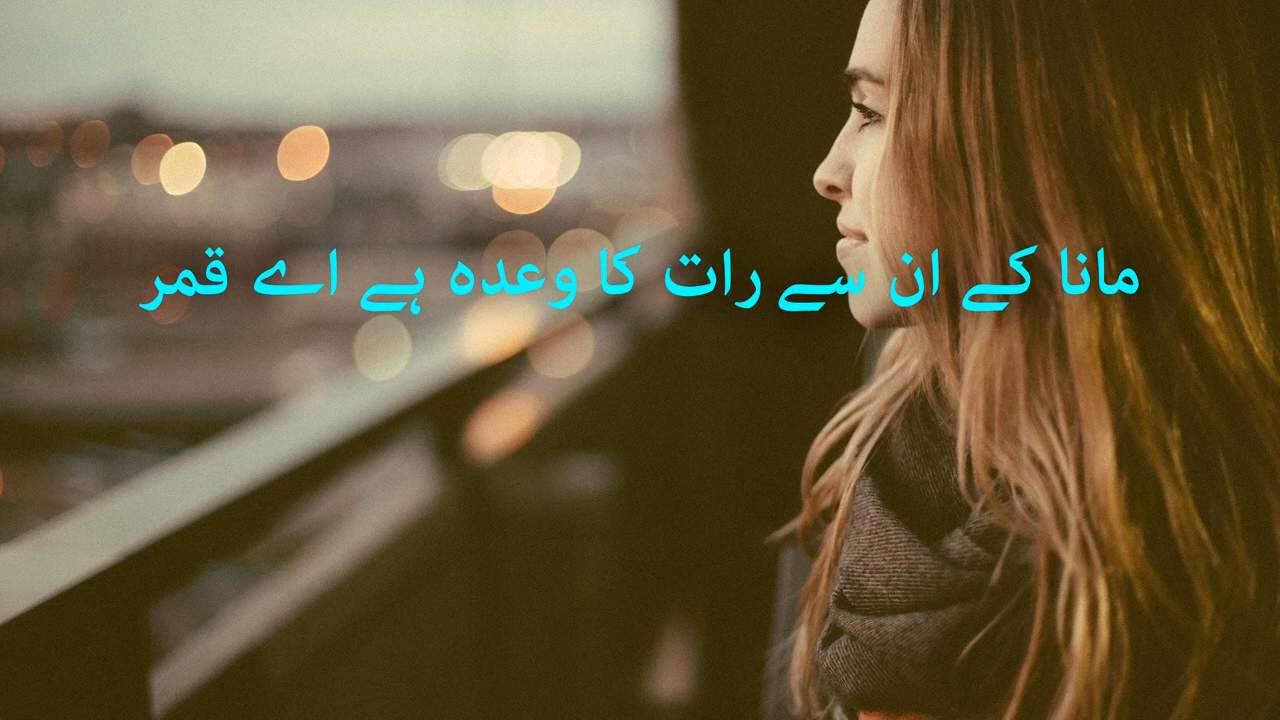 مانا کے ان سے رات کا وعدہ ہے اے قمر